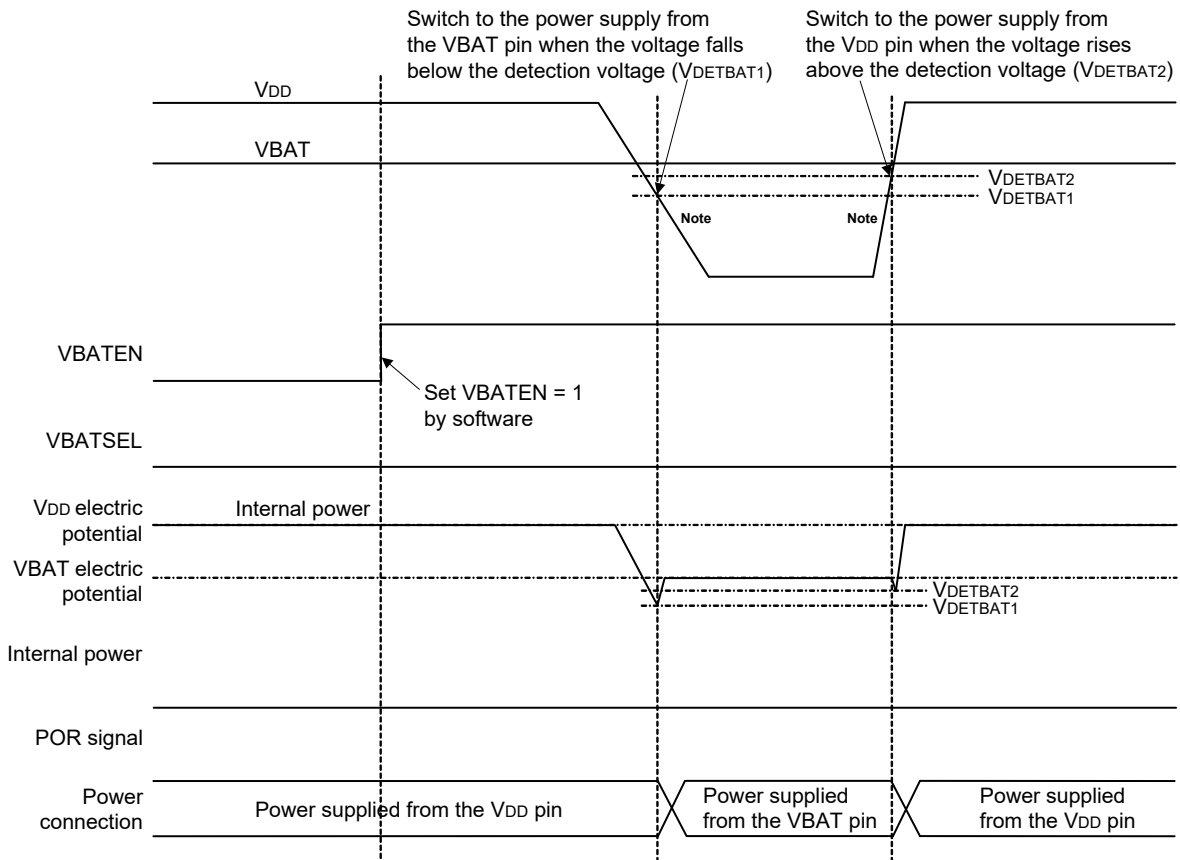 Switch to the power supply from
the VBAT pin when the voltage falls
below the detection voltage (VDETBAT1)
Switch to the power supply from
the VDD pin when the voltage rises
above the detection voltage (VDETBAT2)
VDD
VBAT
VDETBAT2
VDETBAT1
Note
Note
VBATEN
Set VBATEN = 1
by software
VBATSEL
VDD electric
potential
Internal power
VBAT electric
potential
VDETBAT2
VDETBAT1
Internal power
POR signal
Power
connection
Power supplied from the VDD pin
Power supplied
from the VBAT pin
Power supplied
from the VDD pin